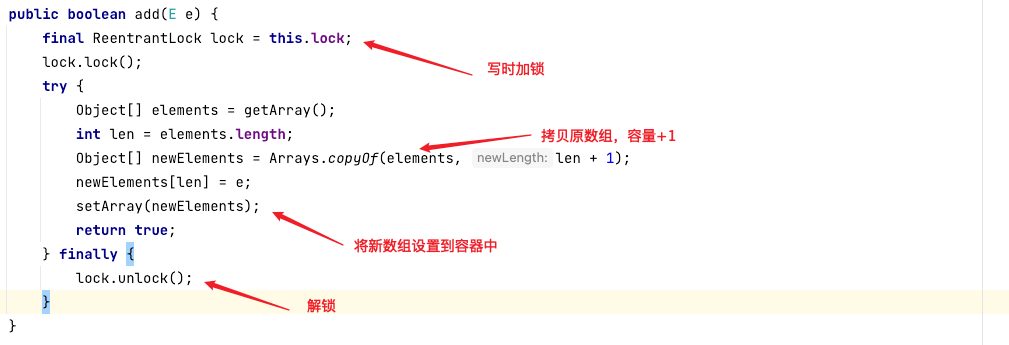 public boolean add(E e) {
final ReentrantLock lock = this.lock;
写时加锁
lock.lock();
try {
Object[] elements = getArray();
int len = elements.length;
拷贝原数组，容量+1
Object[] newElements = Arrays.copyOf(elements, newLength: len + 1);
newElements[len] = e;
setArray(newElements);
return true;
将新数组设置到容器中
} finally {
lock.unlock();
解锁
}
}